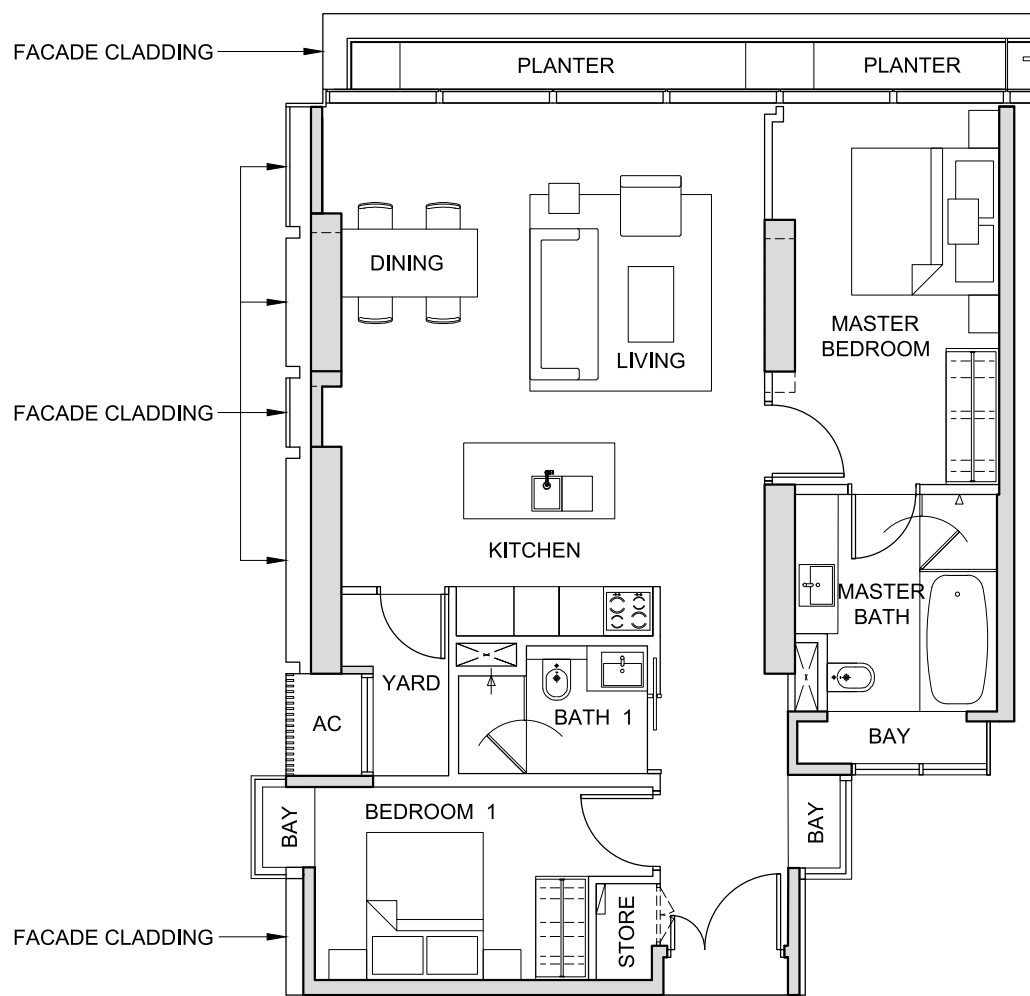 FACADE CLADDING
PLANTER
PLANTER
DINING
MASTER
BEDROOM
LIVING
FACADE CLADDING
KITCHEN
MASTER
BATH
YARD
AC
BATH 1
BAY
BEDROOM 1
BAY
BAY
STORE
FACADE CLADDING